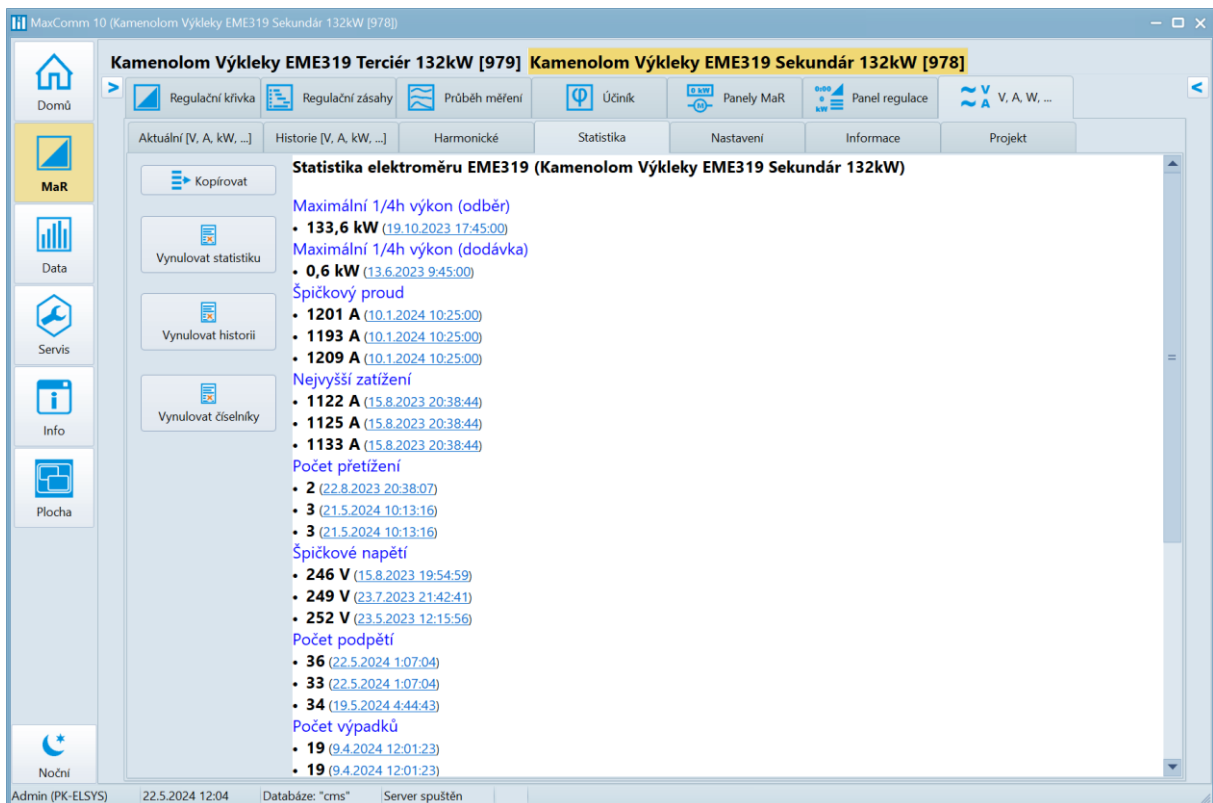 MaxComm 10 (Kamenolom Výkleky EME319 Sekundár 132kW [978])
Kamenolom Výkleky EME319 Terciér 132kW [979] Kamenolom Výkleky EME319 Sekundár 132kW [978]
Domů
MaR
Data
Servis
Info
Plocha
Noční
> Regulační křivka Regulační zásahy Průběh měření φ Účiník 0 kW M Panely MaR 0:00 0 kW Panel regulace V A V, A, W, ... <
Aktuální [V, A, kW, ...] Historie [V, A, kW, ...] Harmonické Statistika Nastavení Informace Projekt
Kopírovat
Vynulovat statistiku
Vynulovat historii
Vynulovat číselníky
Statistika elektroměru EME319 (Kamenolom Výkleky EME319 Sekundár 132kW)
Maximální 1/4h výkon (odběr)
• 133,6 kW (19.10.2023 17:45:00)
Maximální 1/4h výkon (dodávka)
• 0,6 kW (13.6.2023 9:45:00)
Špičkový proud
• 1201 A (10.1.2024 10:25:00)
• 1193 A (10.1.2024 10:25:00)
• 1209 A (10.1.2024 10:25:00)
Nejvyšší zatížení
• 1122 A (15.8.2023 20:38:44)
• 1125 A (15.8.2023 20:38:44)
• 1133 A (15.8.2023 20:38:44)
Počet přetížení
• 2 (22.8.2023 20:38:07)
• 3 (21.5.2024 10:13:16)
• 3 (21.5.2024 10:13:16)
Špičkové napětí
• 246 V (15.8.2023 19:54:59)
• 249 V (23.7.2023 21:42:41)
• 252 V (23.5.2023 12:15:56)
Počet podpětí
• 36 (22.5.2024 1:07:04)
• 33 (22.5.2024 1:07:04)
• 34 (19.5.2024 4:44:43)
Počet výpadků
• 19 (9.4.2024 12:01:23)
• 19 (9.4.2024 12:01:23)
Admin (PK-ELSYS) 22.5.2024 12:04 Databáze: "cms" Server spuštěn